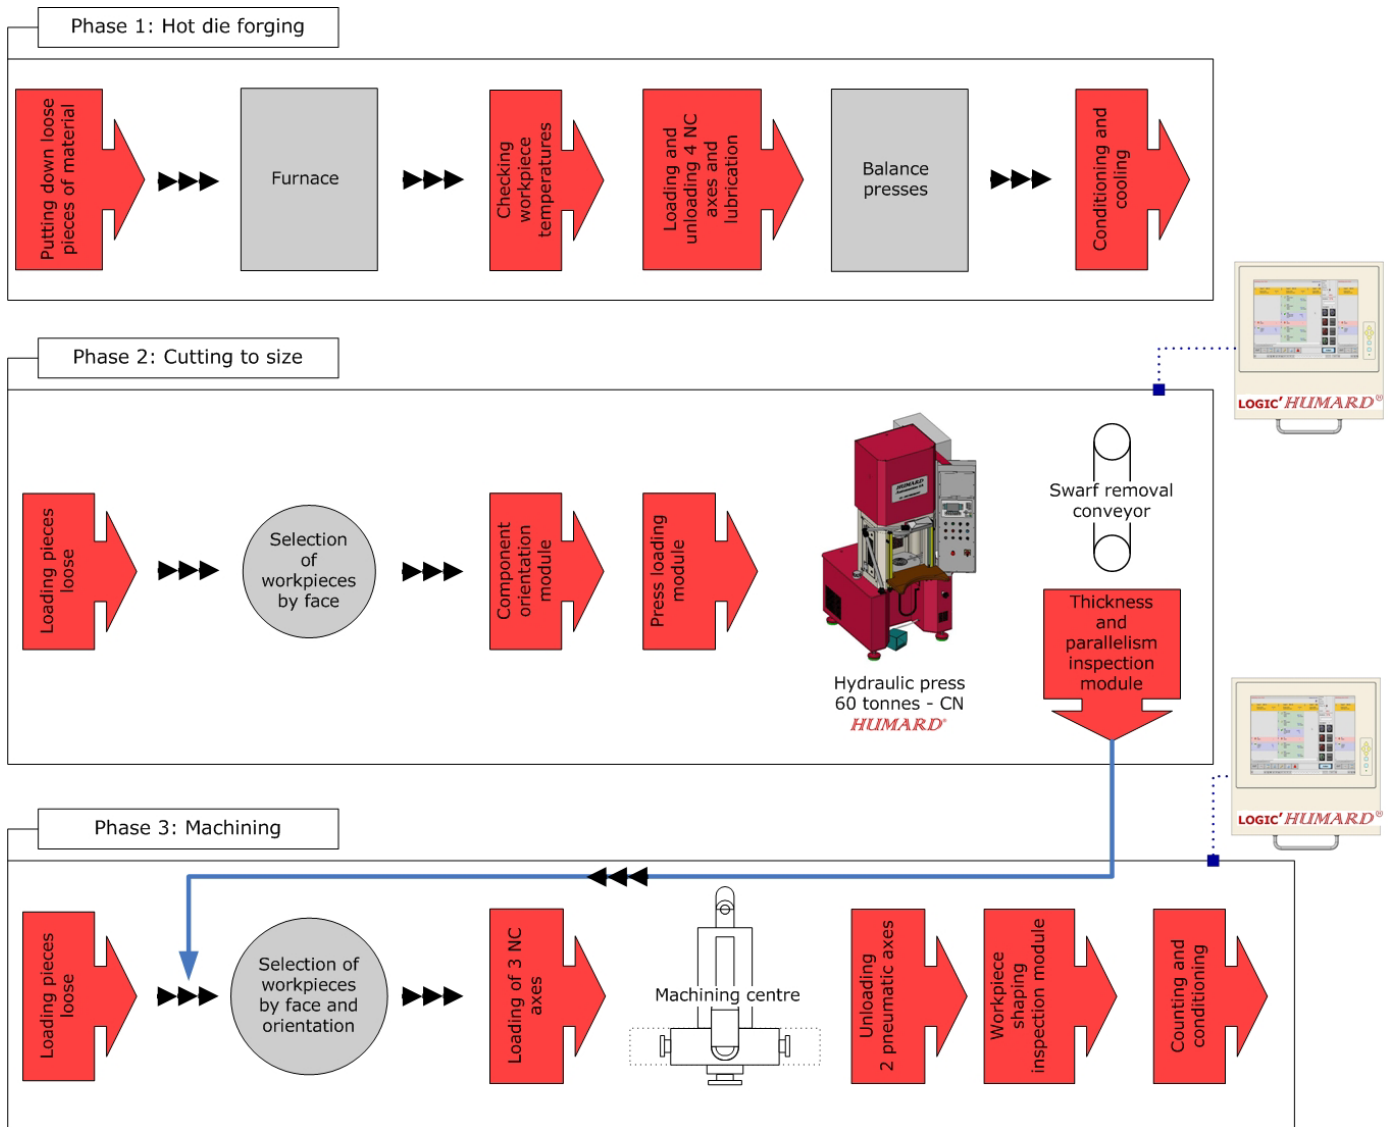 Phase 1: Hot die forging
Putting down loose
pieces of material
Furnace
Checking
workpiece
temperatures
Loading and
unloading 4 NC
axes and
lubrication
Balance
presses
Conditioning and
cooling
LOGIC'HUMARD®
Phase 2: Cutting to size
Loading pieces
loose
Selection
of
workpieces
by face
Component
orientation
module
Press loading
module
HUMARD
Hydraulic press
60 tonnes - CN
HUMARD®
Swarf removal
conveyor
Thickness
and
parallelism
inspection
module
LOGIC'HUMARD®
Phase 3: Machining
Loading pieces
loose
Selection of
workpieces
by face and
orientation
Loading of 3 NC
axes
Machining centre
Unloading
2 pneumatic axes
Workpiece
shaping
inspection module
Counting and
conditioning